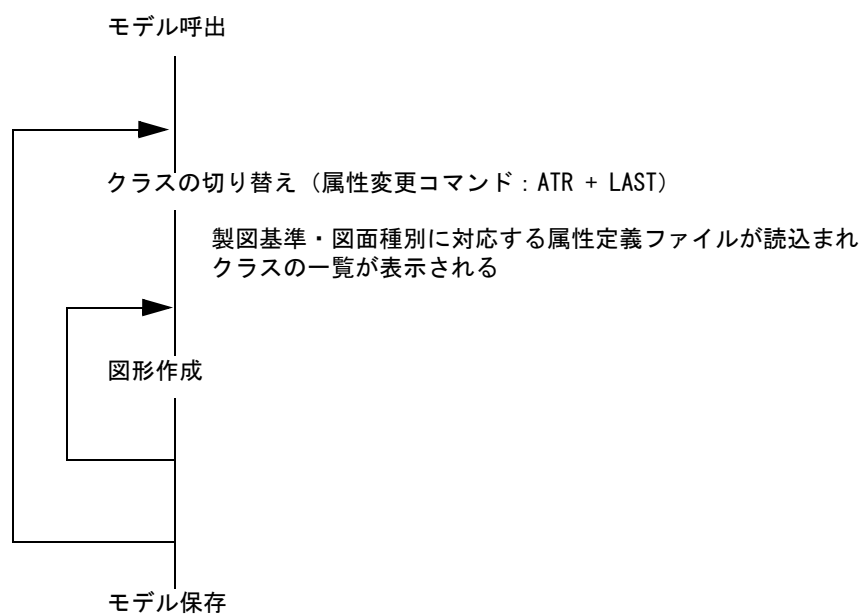 モデル呼出
クラスの切り替え（属性変更コマンド：ATR + LAST）
製図基準・図面種別に対応する属性定義ファイルが読込まれ
クラスの一覧が表示される
図形作成
モデル保存